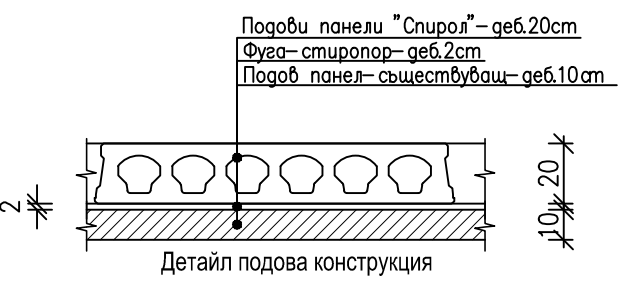 Подови панели "Спирол"-деб.20cm
Фуга-стиропор-деб.2cm
Подов панел-съществуващ-деб.10cm
20
2
10
Детайл подова конструкция